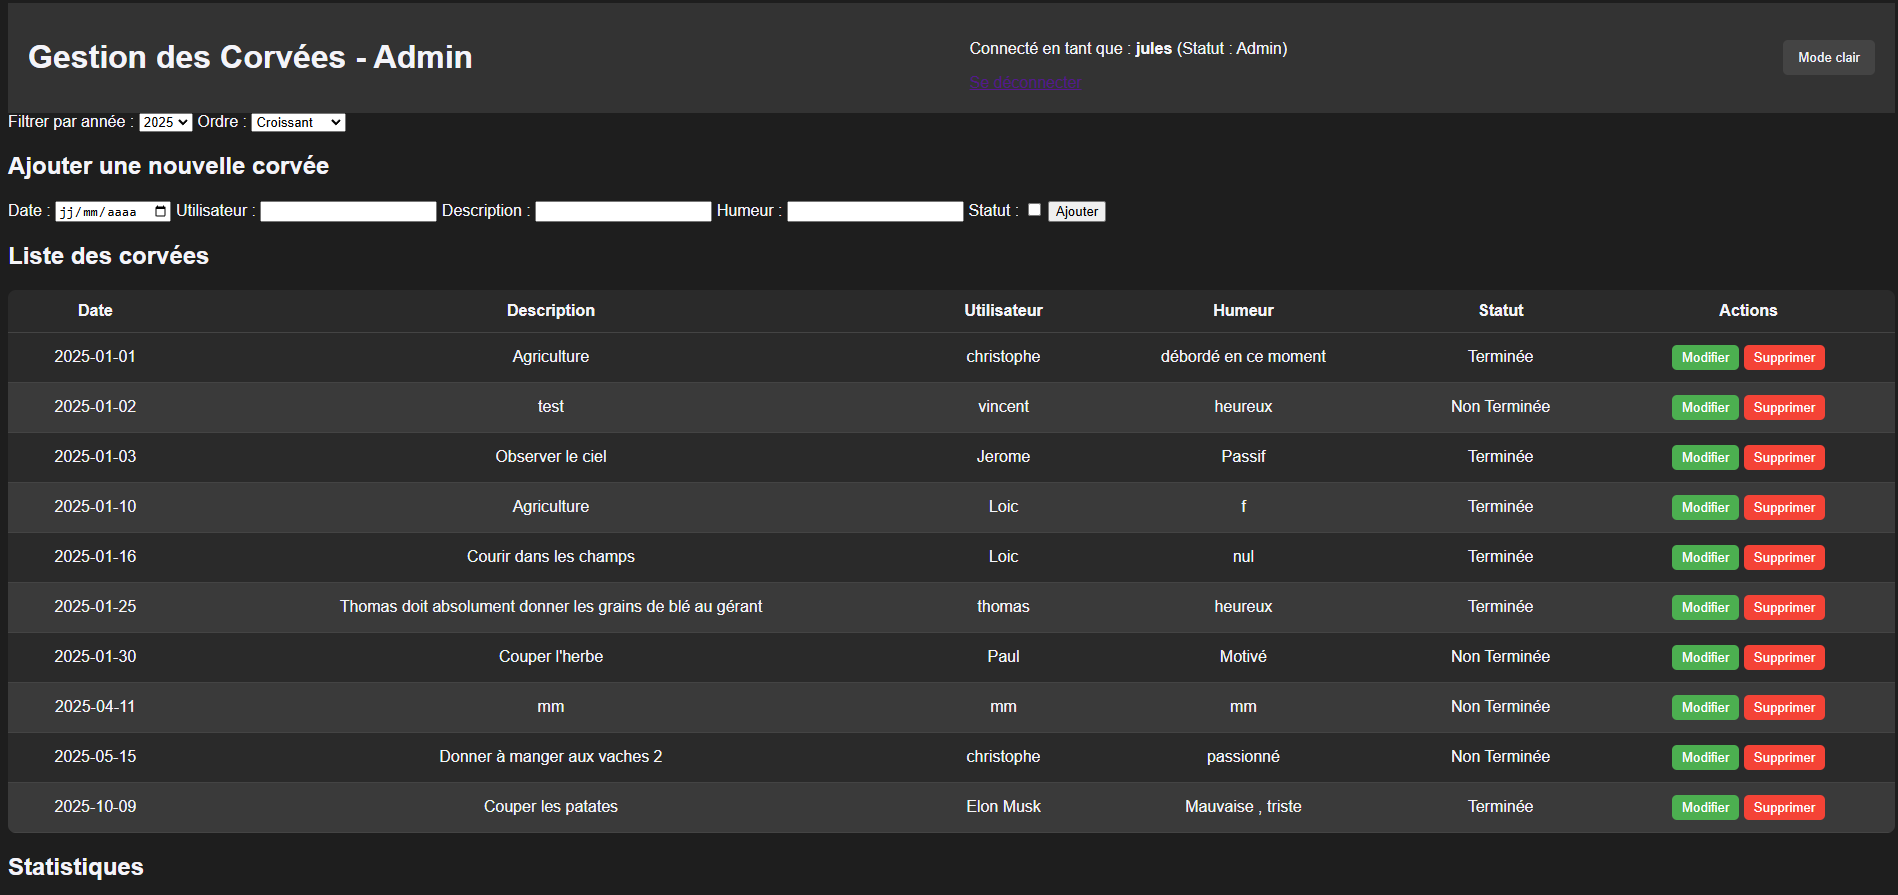 Gestion des Corvées - Admin
Connecté en tant que : jules (Statut : Admin)
Se déconnecter
Mode clair
Filtrer par année : 2025 Ordre : Croissant
Ajouter une nouvelle corvée
Date : jj/mm/aaaa Utilisateur : Description : Humeur : Statut : Ajouter
Liste des corvées
Date Description Utilisateur Humeur Statut Actions
2025-01-01 Agriculture christophe débordé en ce moment Terminée Modifier Supprimer
2025-01-02 test vincent heureux Non Terminée Modifier Supprimer
2025-01-03 Observer le ciel Jerome Passif Terminée Modifier Supprimer
2025-01-10 Agriculture Loic f Terminée Modifier Supprimer
2025-01-16 Courir dans les champs Loic nul Terminée Modifier Supprimer
2025-01-25 Thomas doit absolument donner les grains de blé au gérant thomas heureux Terminée Modifier Supprimer
2025-01-30 Couper l'herbe Paul Motivé Non Terminée Modifier Supprimer
2025-04-11 mm mm mm Non Terminée Modifier Supprimer
2025-05-15 Donner à manger aux vaches 2 christophe passionné Non Terminée Modifier Supprimer
2025-10-09 Couper les patates Elon Musk Mauvaise , triste Terminée Modifier Supprimer
Statistiques